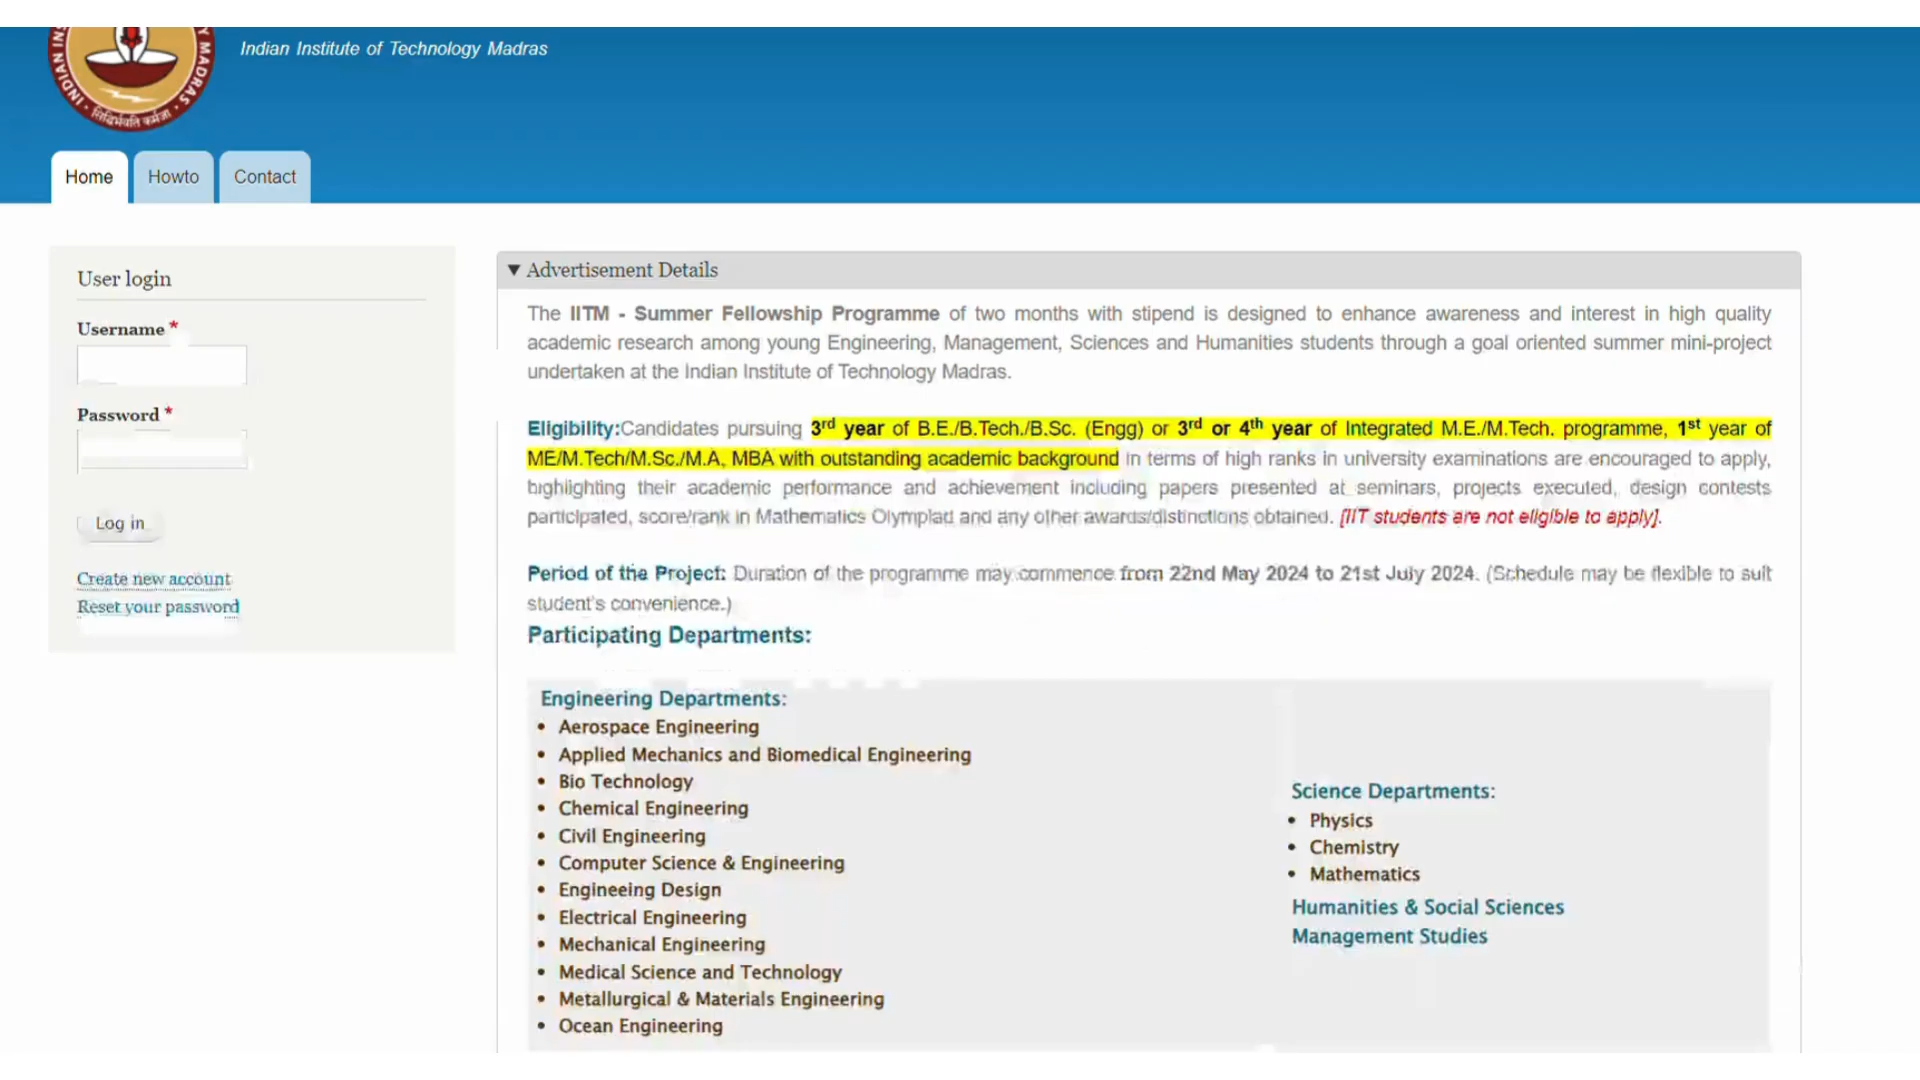 Indian Institute of Technology Madras
Home Howto Contact
User login
Username *
Password *
Log in
Create new account
Reset your password
▼ Advertisement Details
The IITM - Summer Fellowship Programme of two months with stipend is designed to enhance awareness and interest in high quality
academic research among young Engineering, Management, Sciences and Humanities students through a goal oriented summer mini-project
undertaken at the Indian Institute of Technology Madras.
Eligibility:Candidates pursuing 3rd year of B.E./B.Tech./B.Sc. (Engg) or 3rd or 4th year of Integrated M.E./M.Tech. programme, 1st year of
ME/M.Tech/M.Sc./M.A, MBA with outstanding academic background in terms of high ranks in university examinations are encouraged to apply,
highlighting their academic performance and achievement including papers presented at seminars, projects executed, design contests
participated, score/rank in Mathematics Olympiad and any other awards/distinctions obtained. [IIT students are not eligible to apply].
Period of the Project: Duration of the programme may commence from 22nd May 2024 to 21st July 2024. (Schedule may be flexible to suit
student's convenience.)
Participating Departments:
Engineering Departments:
• Aerospace Engineering
• Applied Mechanics and Biomedical Engineering
• Bio Technology
• Chemical Engineering
• Civil Engineering
• Computer Science & Engineering
• Engineeing Design
• Electrical Engineering
• Mechanical Engineering
• Medical Science and Technology
• Metallurgical & Materials Engineering
• Ocean Engineering
Science Departments:
• Physics
• Chemistry
• Mathematics
Humanities & Social Sciences
Management Studies